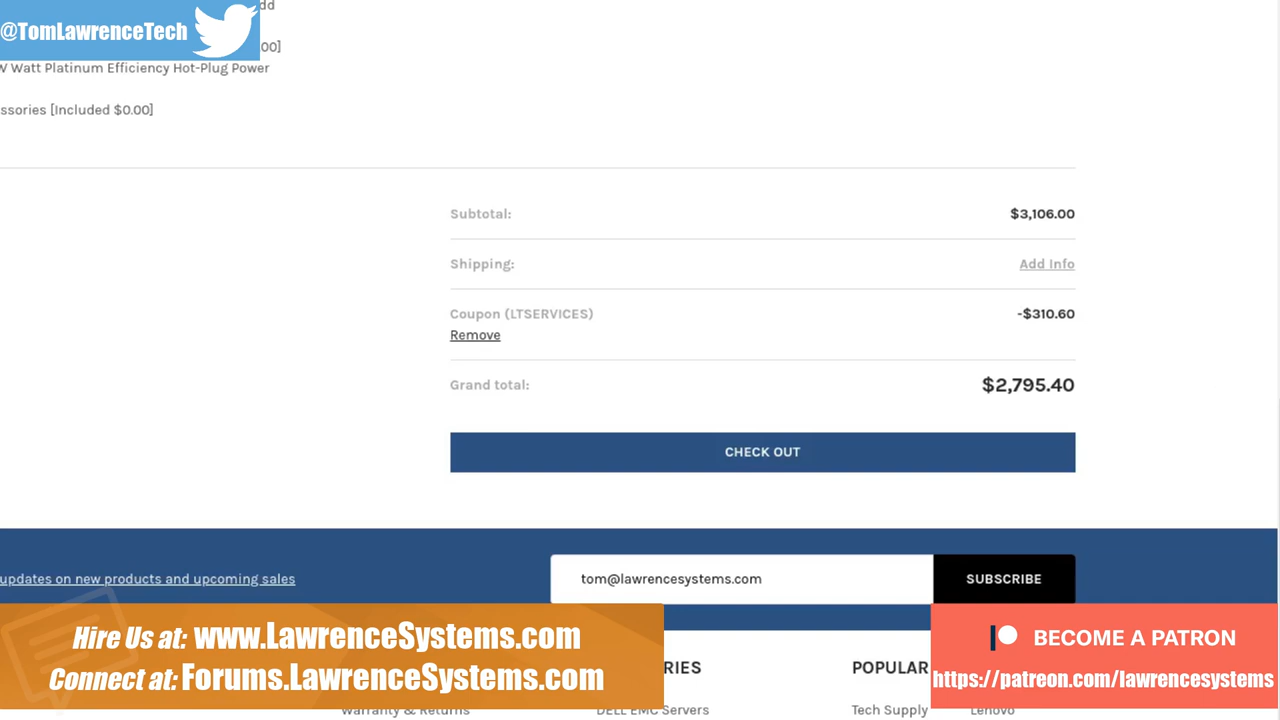 dd
@TomLawrenceTech
.00]
W Watt Platinum Efficiency Hot-Plug Power
ssories [Included $0.00]
Subtotal: $3,106.00
Shipping: Add Info
Coupon (LTSERVICES) -$310.60
Remove
Grand total: $2,795.40
CHECK OUT
updates on new products and upcoming sales
tom@lawrencesystems.com
SUBSCRIBE
Hire Us at: www.LawrenceSystems.com
Connect at: Forums.LawrenceSystems.com
BECOME A PATRON
https://patreon.com/lawrencesystems
RIES POPULAR
Warranty & Returns DELL EMC Servers Tech Supply Lenovo